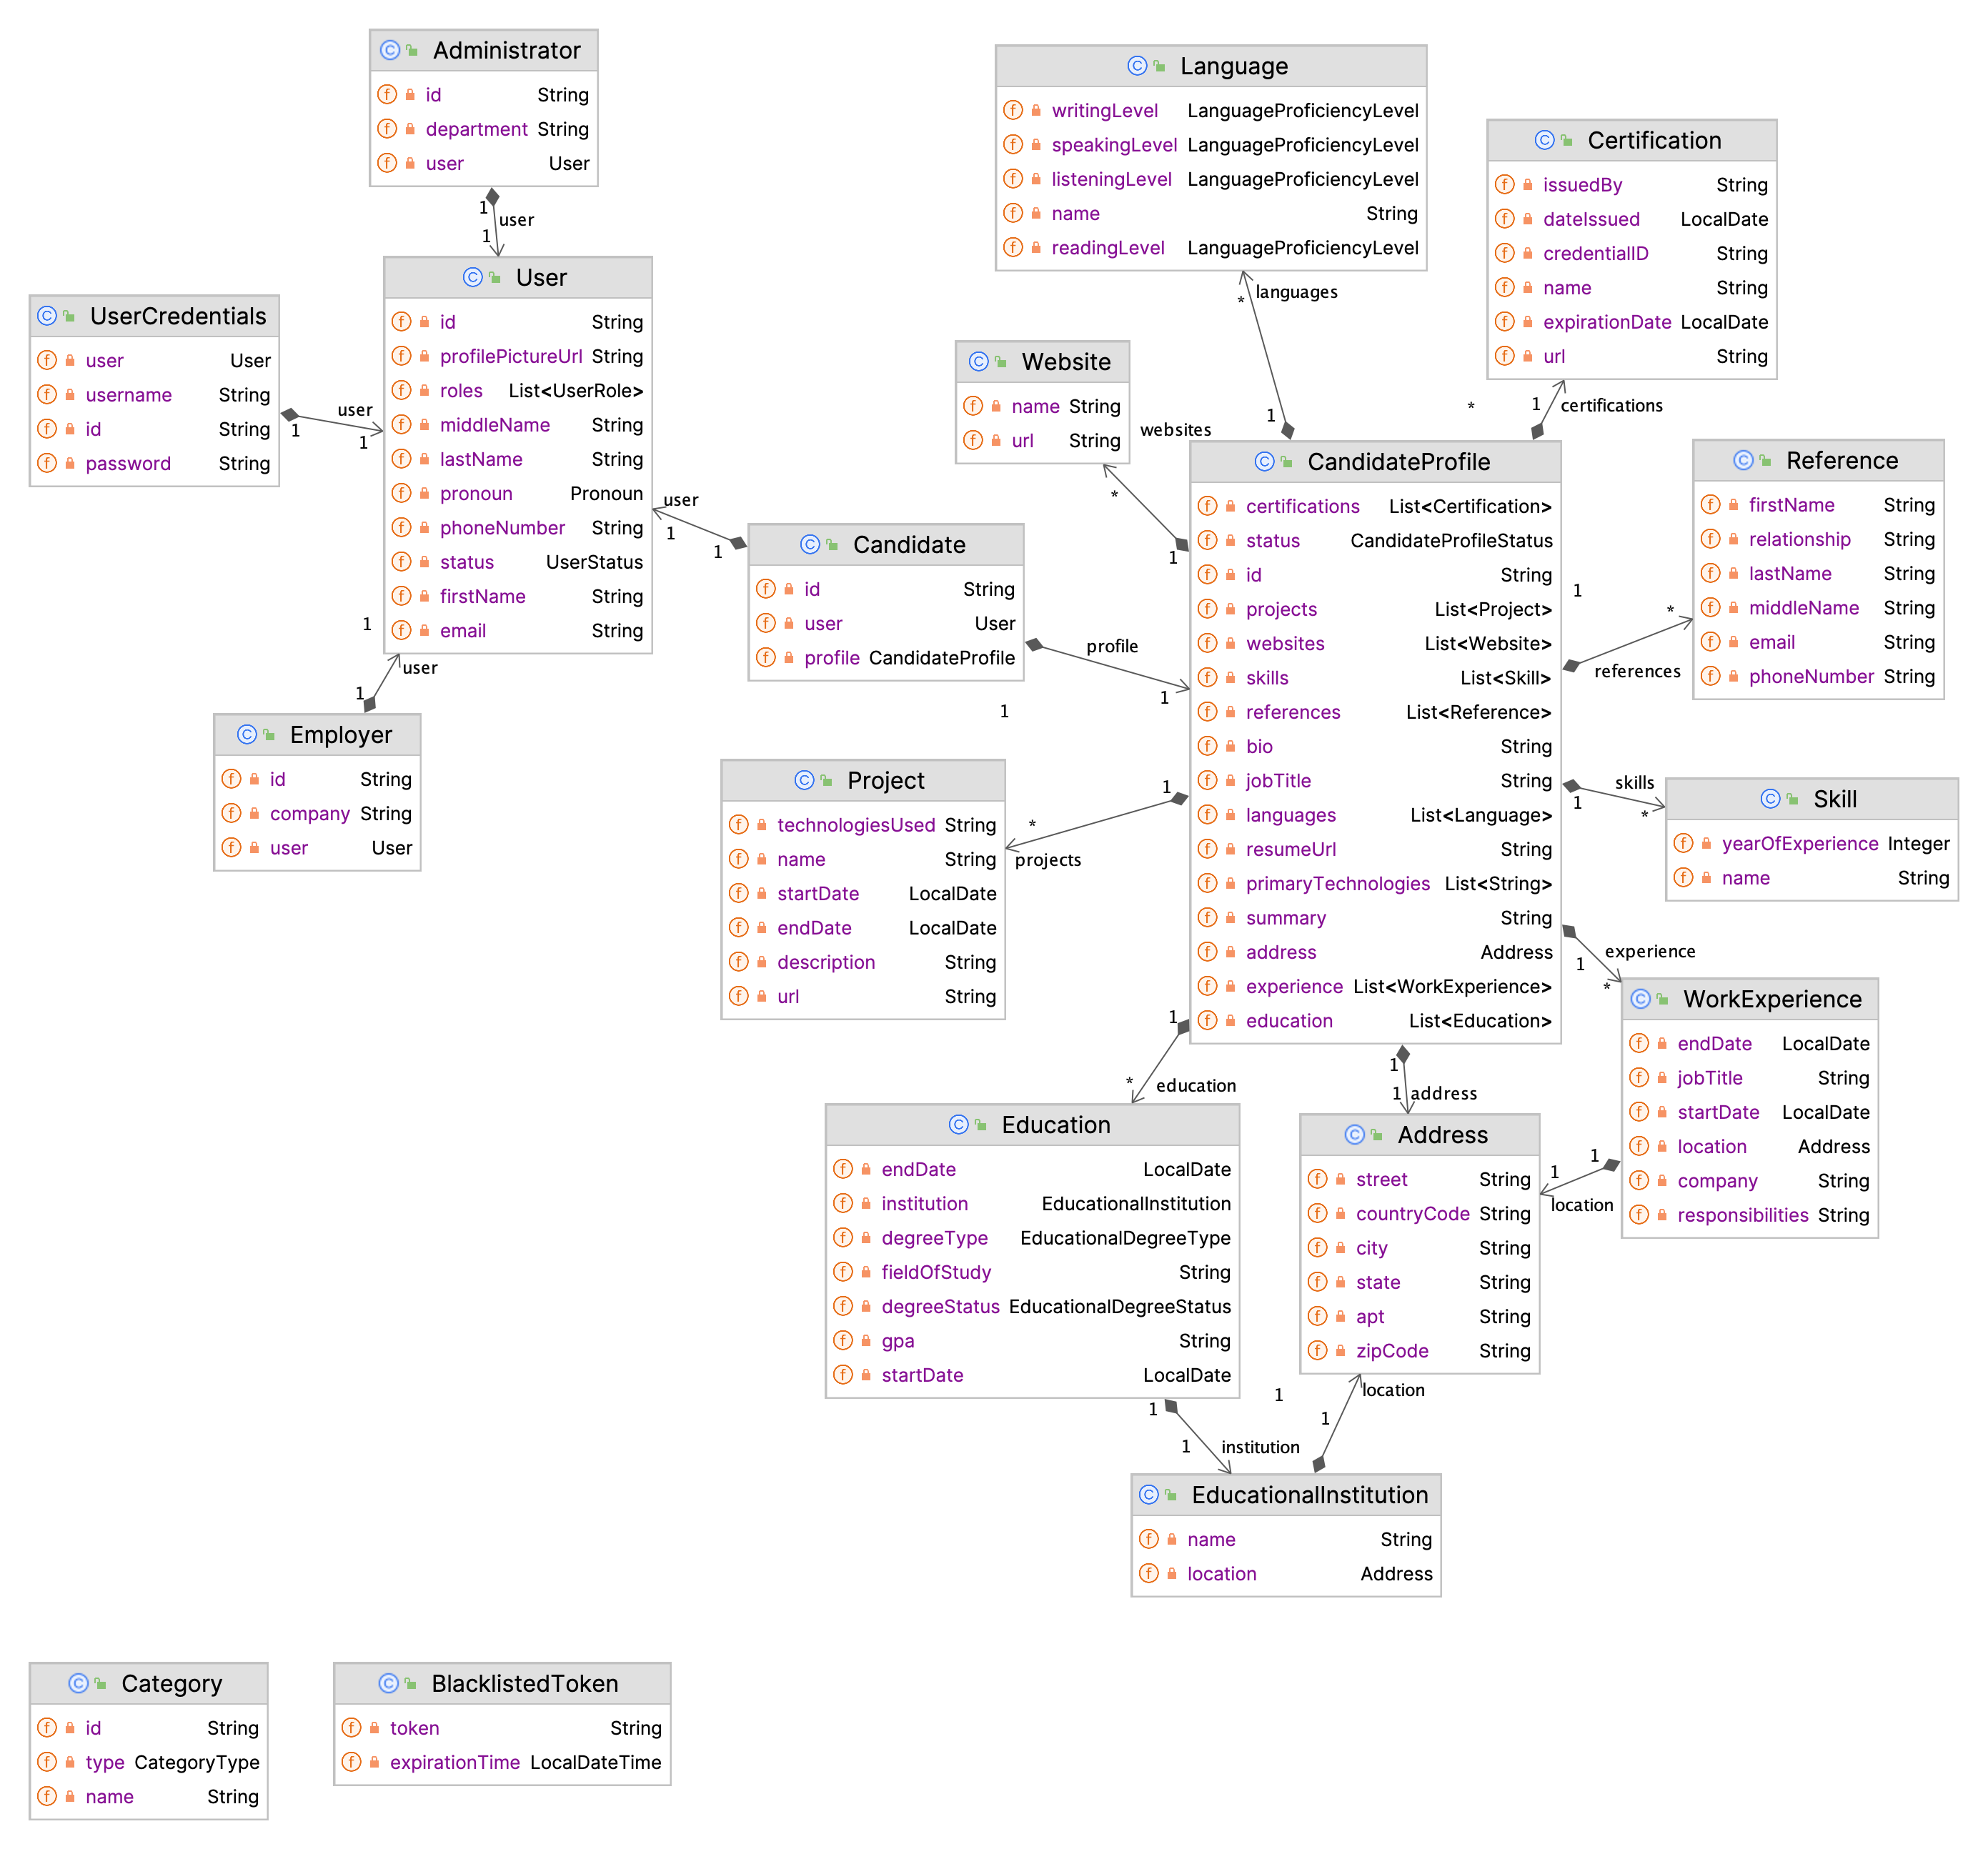 Administrator
id String
department String
user User
1
user
1
User
id String
profilePictureUrl String
roles List<UserRole>
middleName String
lastName String
pronoun Pronoun
phoneNumber String
status UserStatus
firstName String
email String
UserCredentials
user User
username String
id String
password String
user
1
1
user
1
1
Candidate
id String
user User
profile CandidateProfile
1
user
1
Employer
id String
company String
user User
profile
1
1
Language
writingLevel LanguageProficiencyLevel
speakingLevel LanguageProficiencyLevel
listeningLevel LanguageProficiencyLevel
name String
readingLevel LanguageProficiencyLevel
languages
*
1
Certification
issuedBy String
dateIssued LocalDate
credentialID String
name String
expirationDate LocalDate
url String
*
1
certifications
Website
name String
url String
websites
*
1
CandidateProfile
certifications List<Certification>
status CandidateProfileStatus
id String
projects List<Project>
websites List<Website>
skills List<Skill>
references List<Reference>
bio String
jobTitle String
languages List<Language>
resumeUrl String
primaryTechnologies List<String>
summary String
address Address
experience List<WorkExperience>
education List<Education>
Reference
firstName String
relationship String
lastName String
middleName String
email String
phoneNumber String
1
*
references
skills
1
*
Skill
yearOfExperience Integer
name String
Project
technologiesUsed String
name String
startDate LocalDate
endDate LocalDate
description String
url String
1
*
projects
experience
1
*
WorkExperience
endDate LocalDate
jobTitle String
startDate LocalDate
location Address
company String
responsibilities String
1
*
education
1
1
address
Education
endDate LocalDate
institution EducationalInstitution
degreeType EducationalDegreeType
fieldOfStudy String
degreeStatus EducationalDegreeStatus
gpa String
startDate LocalDate
Address
street String
countryCode String
city String
state String
apt String
zipCode String
1
1
location
1
1
institution
1
location
1
EducationalInstitution
name String
location Address
Category
id String
type CategoryType
name String
BlacklistedToken
token String
expirationTime LocalDateTime